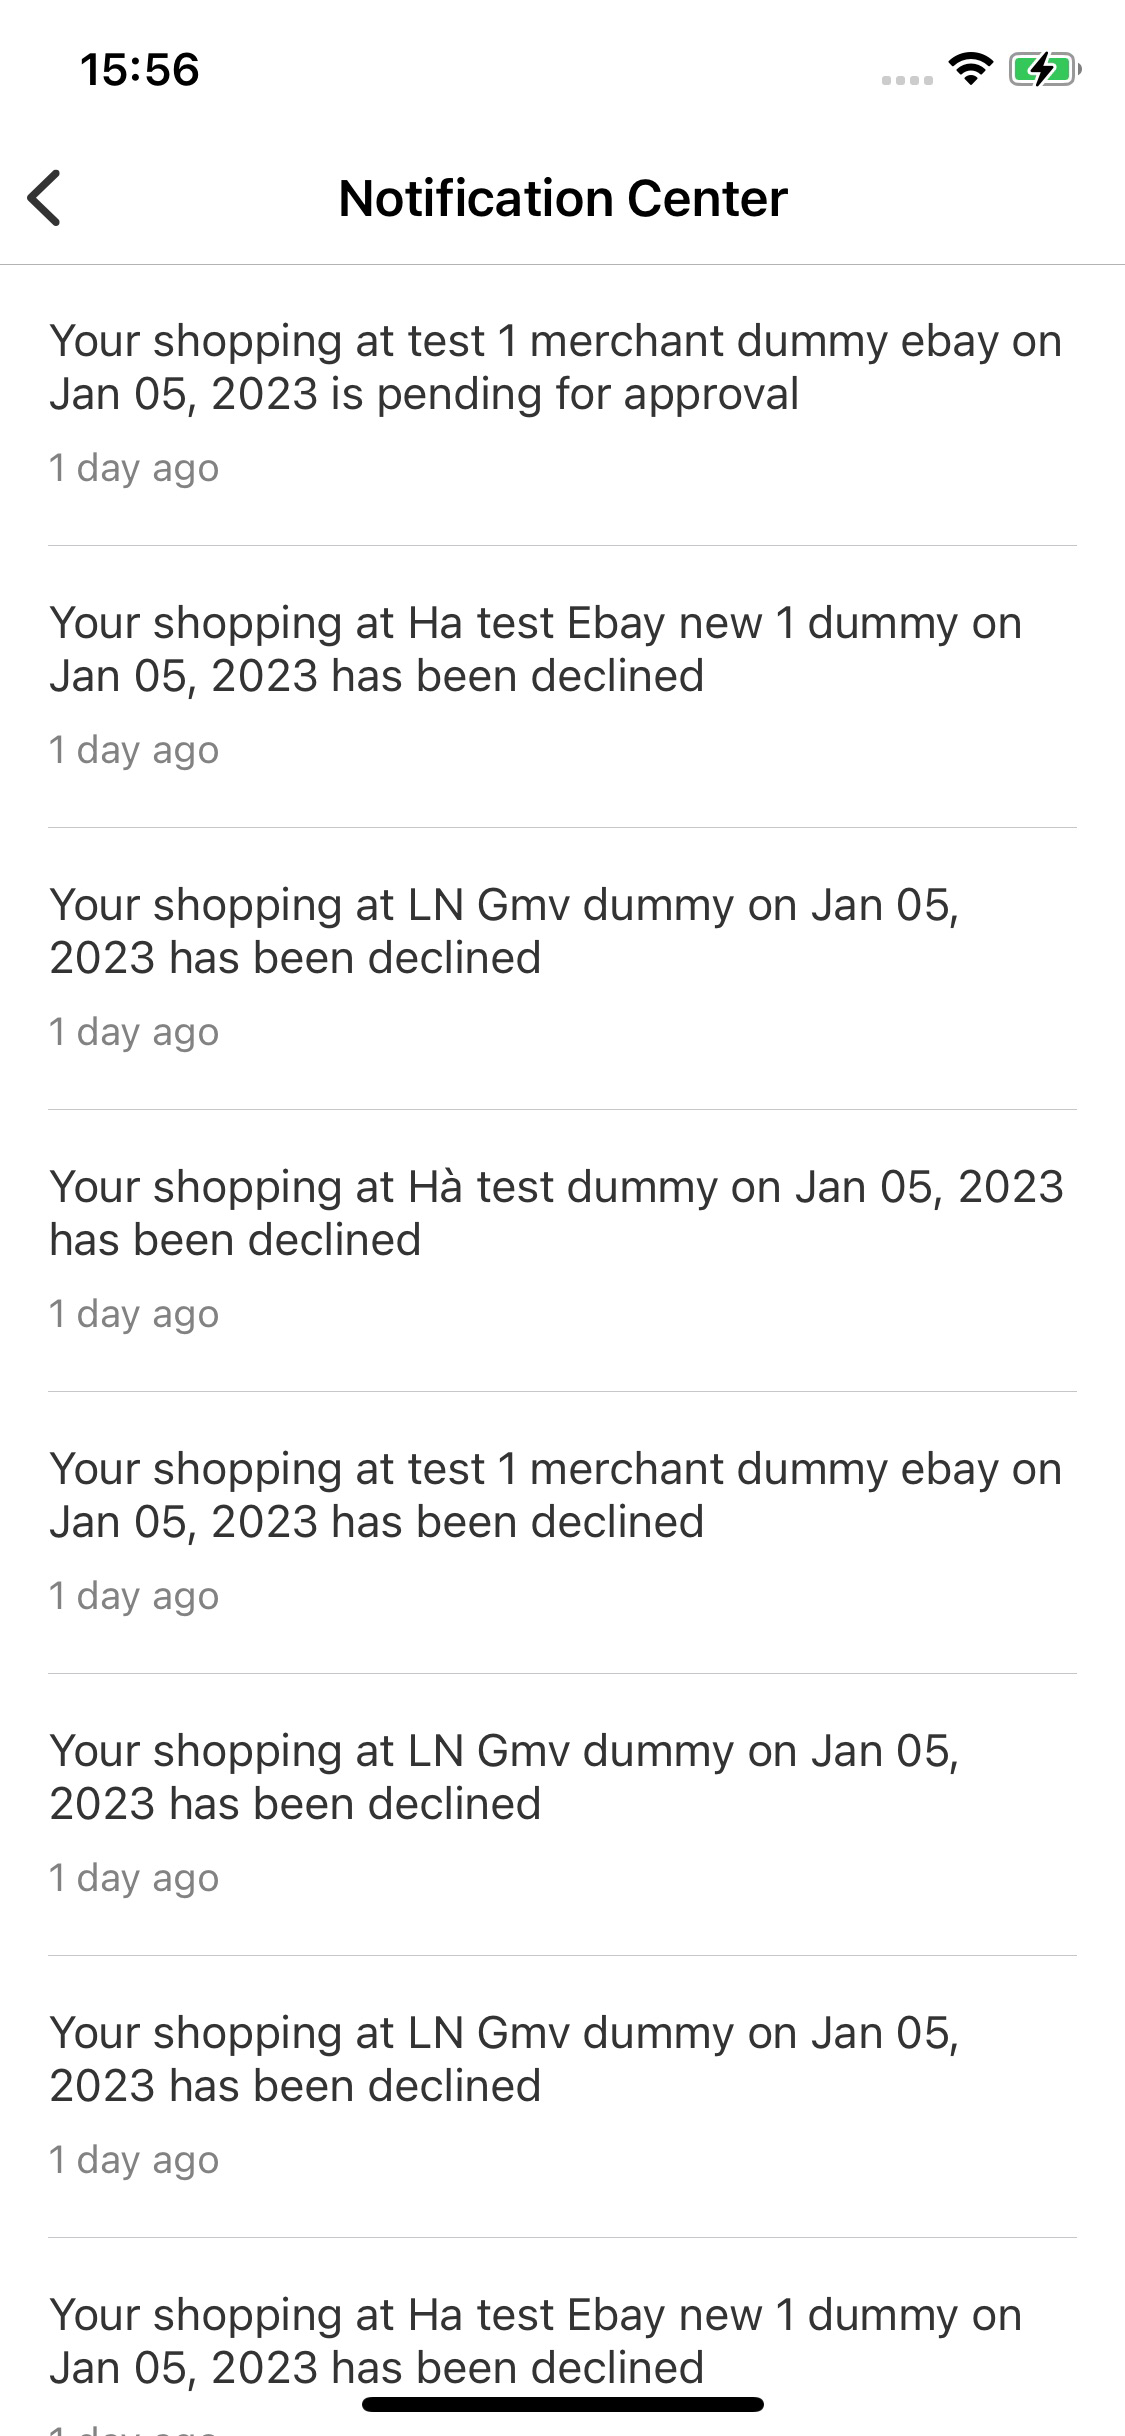 15:56
Notification Center
Your shopping at test 1 merchant dummy ebay on
Jan 05, 2023 is pending for approval
1 day ago
Your shopping at Ha test Ebay new 1 dummy on
Jan 05, 2023 has been declined
1 day ago
Your shopping at LN Gmv dummy on Jan 05,
2023 has been declined
1 day ago
Your shopping at Hà test dummy on Jan 05, 2023
has been declined
1 day ago
Your shopping at test 1 merchant dummy ebay on
Jan 05, 2023 has been declined
1 day ago
Your shopping at LN Gmv dummy on Jan 05,
2023 has been declined
1 day ago
Your shopping at LN Gmv dummy on Jan 05,
2023 has been declined
1 day ago
Your shopping at Ha test Ebay new 1 dummy on
Jan 05, 2023 has been declined
1 day ago